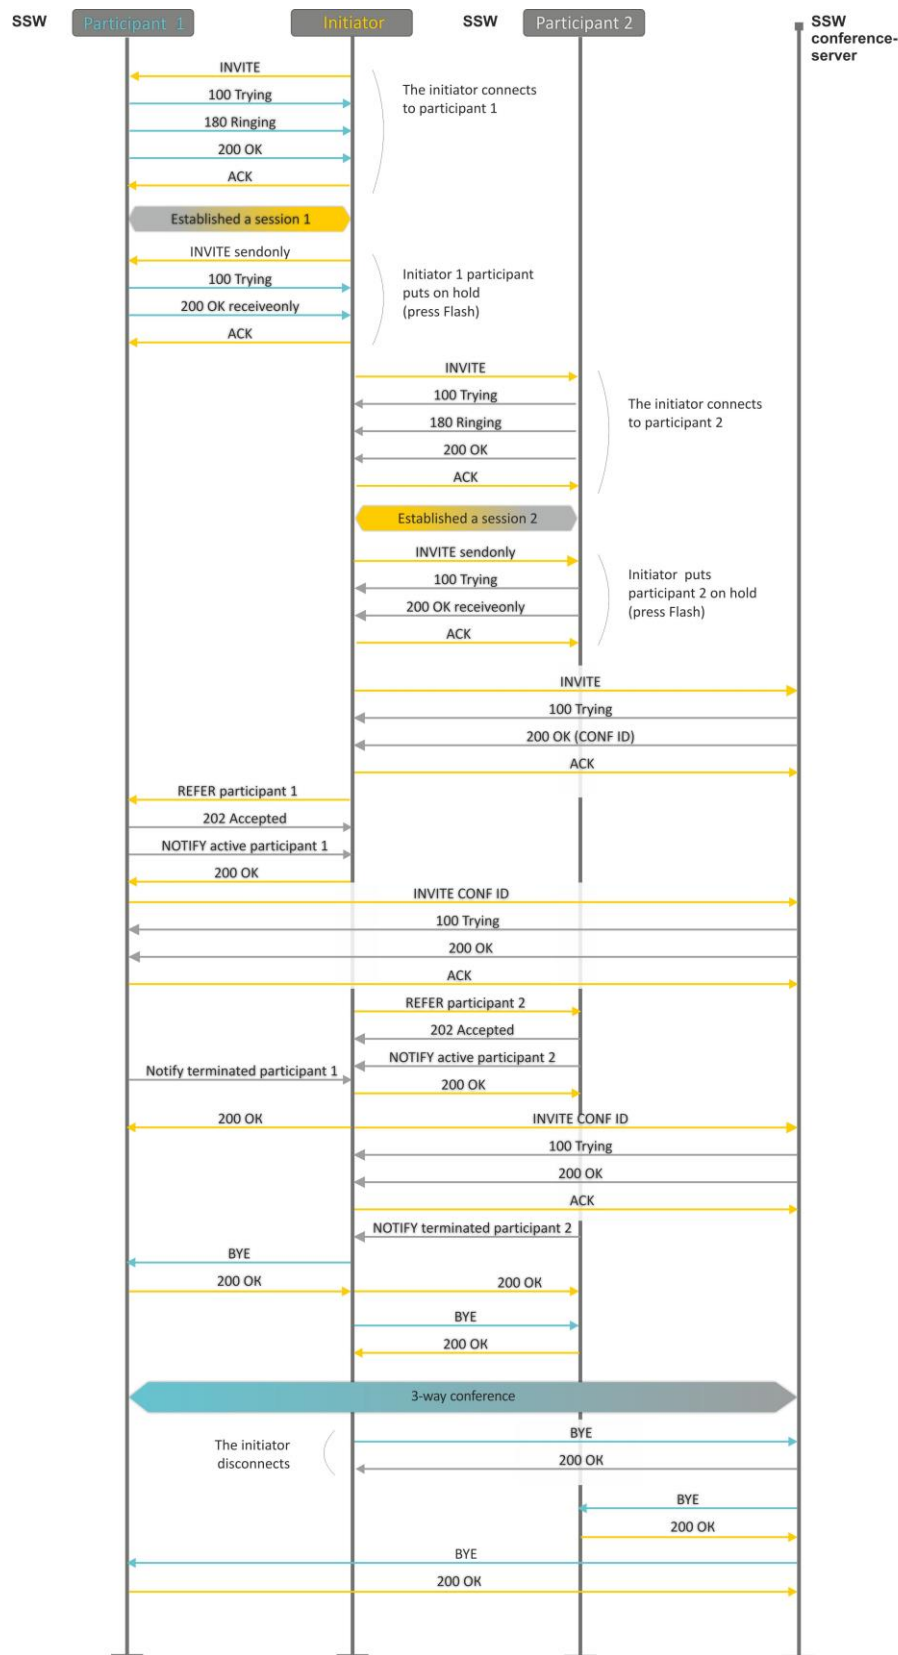 SSW
Participant 1
Initiator
SSW
Participant 2
SSW
conference-
server
INVITE
100 Trying
180 Ringing
200 OK
ACK
The initiator connects
to participant 1
Established a session 1
INVITE sendonly
100 Trying
200 OK receiveonly
ACK
Initiator 1 participant
puts on hold
(press Flash)
INVITE
100 Trying
180 Ringing
200 OK
ACK
The initiator connects
to participant 2
Established a session 2
INVITE sendonly
100 Trying
200 OK receiveonly
ACK
Initiator puts
participant 2 on hold
(press Flash)
INVITE
100 Trying
200 OK (CONF ID)
ACK
REFER participant 1
202 Accepted
NOTIFY active participant 1
200 OK
INVITE CONF ID
100 Trying
200 OK
ACK
REFER participant 2
202 Accepted
NOTIFY active participant 2
Notify terminated participant 1
200 OK
200 OK
INVITE CONF ID
100 Trying
200 OK
ACK
NOTIFY terminated participant 2
BYE
200 OK
200 OK
BYE
200 OK
3-way conference
The initiator
disconnects
BYE
200 OK
BYE
200 OK
BYE
200 OK